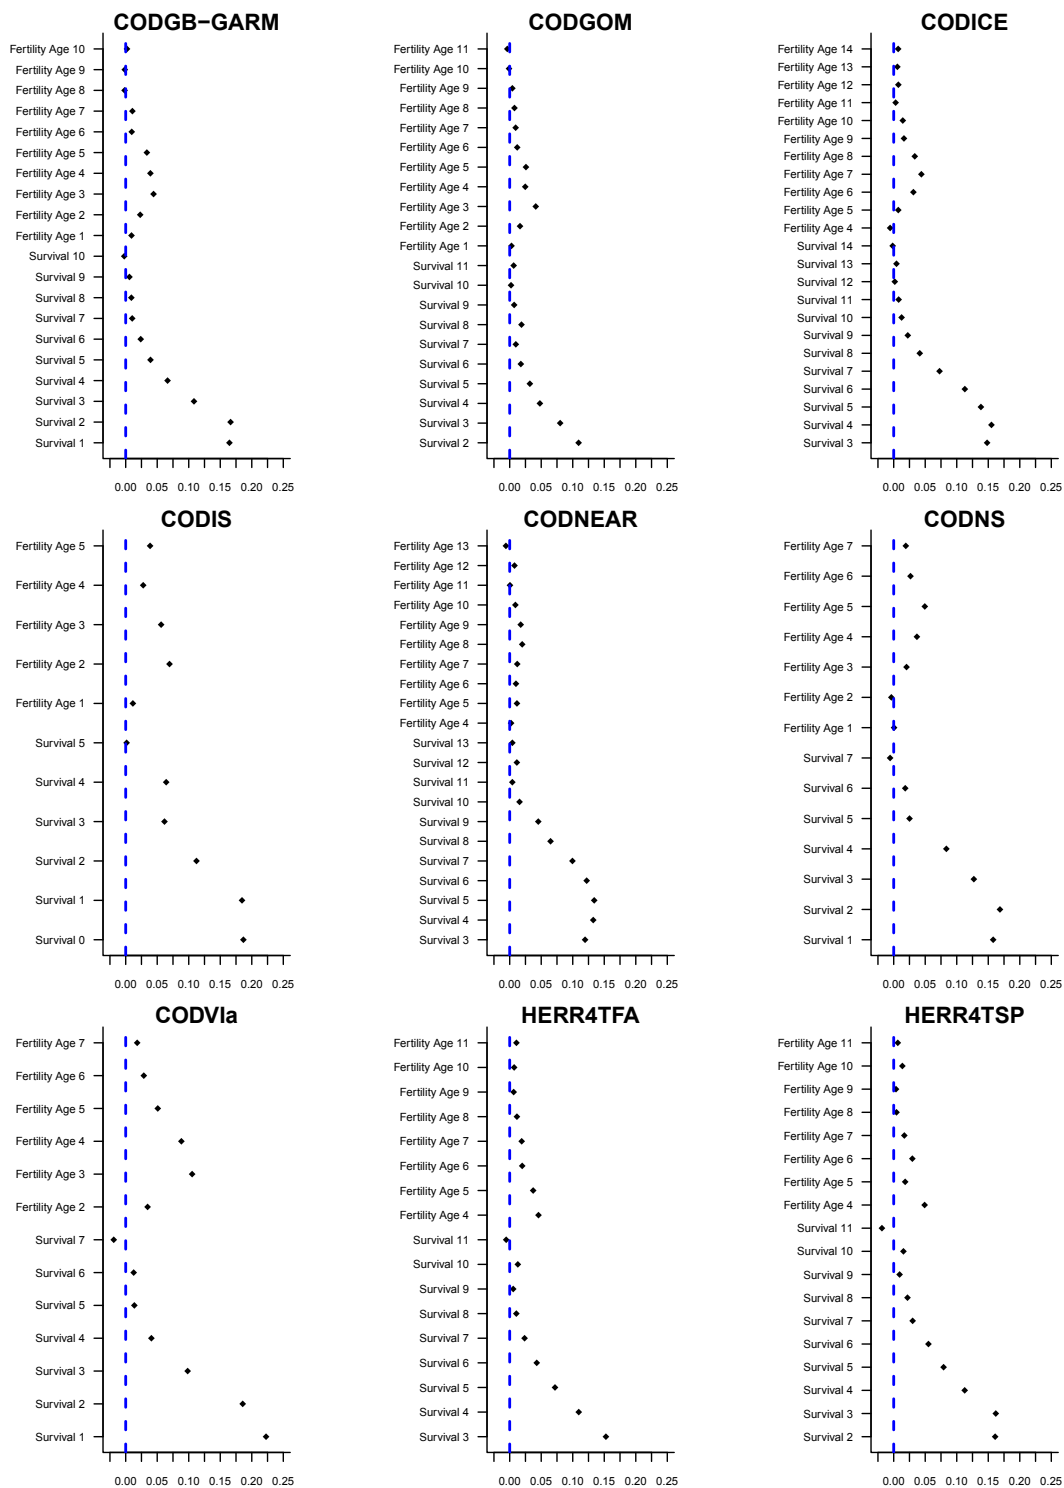 CODGB−GARM
Fertility Age 10
Fertility Age 9
Fertility Age 8
Fertility Age 7
Fertility Age 6
Fertility Age 5
Fertility Age 4
Fertility Age 3
Fertility Age 2
Fertility Age 1
Survival 10
Survival 9
Survival 8
Survival 7
Survival 6
Survival 5
Survival 4
Survival 3
Survival 2
Survival 1
0.00 0.05 0.10 0.15 0.20 0.25
CODGOM
Fertility Age 11
Fertility Age 10
Fertility Age 9
Fertility Age 8
Fertility Age 7
Fertility Age 6
Fertility Age 5
Fertility Age 4
Fertility Age 3
Fertility Age 2
Fertility Age 1
Survival 11
Survival 10
Survival 9
Survival 8
Survival 7
Survival 6
Survival 5
Survival 4
Survival 3
Survival 2
0.00 0.05 0.10 0.15 0.20 0.25
CODICE
Fertility Age 14
Fertility Age 13
Fertility Age 12
Fertility Age 11
Fertility Age 10
Fertility Age 9
Fertility Age 8
Fertility Age 7
Fertility Age 6
Fertility Age 5
Fertility Age 4
Survival 14
Survival 13
Survival 12
Survival 11
Survival 10
Survival 9
Survival 8
Survival 7
Survival 6
Survival 5
Survival 4
Survival 3
0.00 0.05 0.10 0.15 0.20 0.25
CODIS
Fertility Age 5
Fertility Age 4
Fertility Age 3
Fertility Age 2
Fertility Age 1
Survival 5
Survival 4
Survival 3
Survival 2
Survival 1
Survival 0
0.00 0.05 0.10 0.15 0.20 0.25
CODNEAR
Fertility Age 13
Fertility Age 12
Fertility Age 11
Fertility Age 10
Fertility Age 9
Fertility Age 8
Fertility Age 7
Fertility Age 6
Fertility Age 5
Fertility Age 4
Survival 13
Survival 12
Survival 11
Survival 10
Survival 9
Survival 8
Survival 7
Survival 6
Survival 5
Survival 4
Survival 3
0.00 0.05 0.10 0.15 0.20 0.25
CODNS
Fertility Age 7
Fertility Age 6
Fertility Age 5
Fertility Age 4
Fertility Age 3
Fertility Age 2
Fertility Age 1
Survival 7
Survival 6
Survival 5
Survival 4
Survival 3
Survival 2
Survival 1
0.00 0.05 0.10 0.15 0.20 0.25
CODVIa
Fertility Age 7
Fertility Age 6
Fertility Age 5
Fertility Age 4
Fertility Age 3
Fertility Age 2
Survival 7
Survival 6
Survival 5
Survival 4
Survival 3
Survival 2
Survival 1
0.00 0.05 0.10 0.15 0.20 0.25
HERR4TFA
Fertility Age 11
Fertility Age 10
Fertility Age 9
Fertility Age 8
Fertility Age 7
Fertility Age 6
Fertility Age 5
Fertility Age 4
Survival 11
Survival 10
Survival 9
Survival 8
Survival 7
Survival 6
Survival 5
Survival 4
Survival 3
0.00 0.05 0.10 0.15 0.20 0.25
HERR4TSP
Fertility Age 11
Fertility Age 10
Fertility Age 9
Fertility Age 8
Fertility Age 7
Fertility Age 6
Fertility Age 5
Fertility Age 4
Survival 11
Survival 10
Survival 9
Survival 8
Survival 7
Survival 6
Survival 5
Survival 4
Survival 3
Survival 2
0.00 0.05 0.10 0.15 0.20 0.25